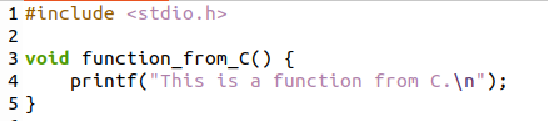 1 #include <stdio.h>
2
3 void function_from_C() {
4     printf("This is a function from C.\n");
5 }